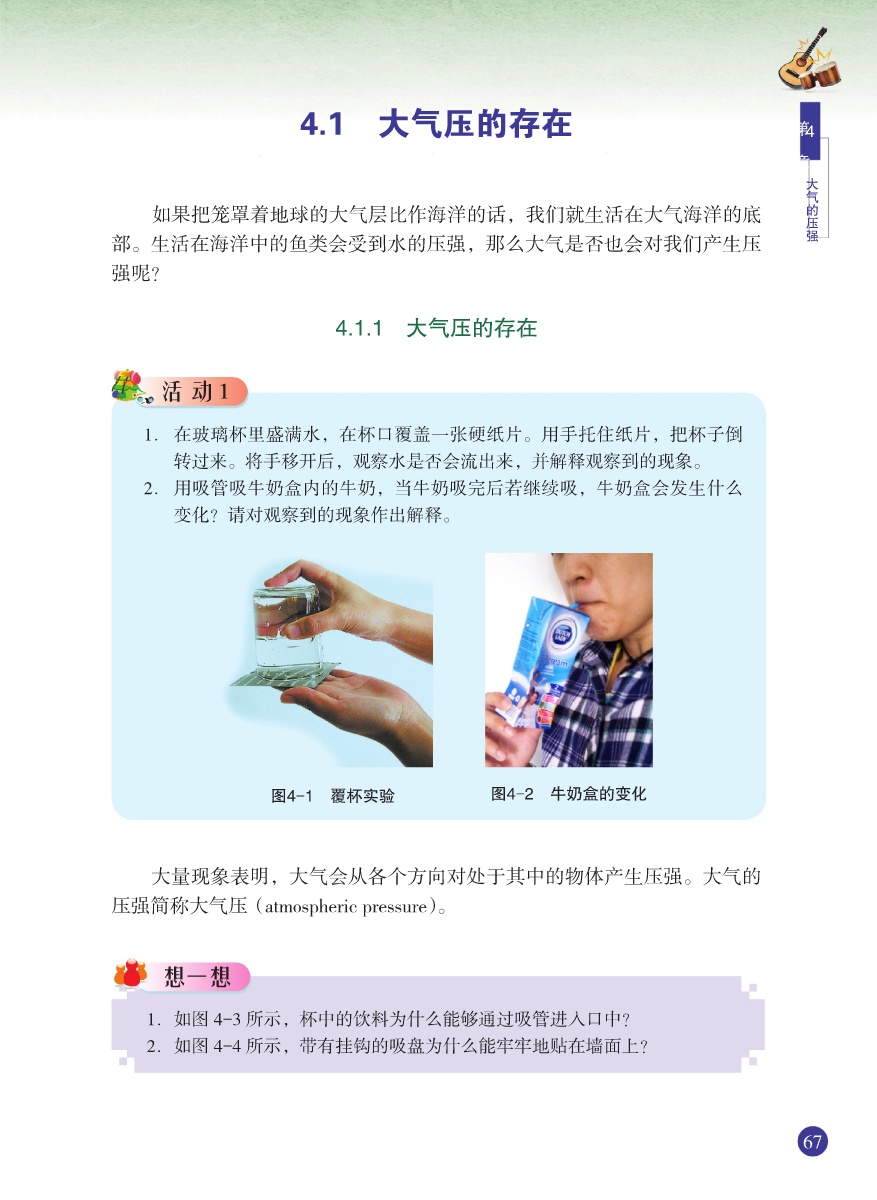 4.1 大气压的存在
第4章
大气的压强
如果把笼罩着地球的大气层比作海洋的话，我们就生活在大气海洋的底
部。生活在海洋中的鱼类会受到水的压强，那么大气是否也会对我们产生压
强呢？
4.1.1 大气压的存在
活动1
1. 在玻璃杯里盛满水，在杯口覆盖一张硬纸片。用手托住纸片，把杯子倒
转过来。将手移开后，观察水是否会流出来，并解释观察到的现象。
2. 用吸管吸牛奶盒内的牛奶，当牛奶吸完后若继续吸，牛奶盒会发生什么
变化？请对观察到的现象作出解释。
DUTCH
LADY
图4-1 覆杯实验
图4-2 牛奶盒的变化
大量现象表明，大气会从各个方向对处于其中的物体产生压强。大气的
压强简称大气压（atmospheric pressure）。
想一想
1. 如图 4-3 所示，杯中的饮料为什么能够通过吸管进入口中？
2. 如图 4-4 所示，带有挂钩的吸盘为什么能牢牢地贴在墙面上？
67